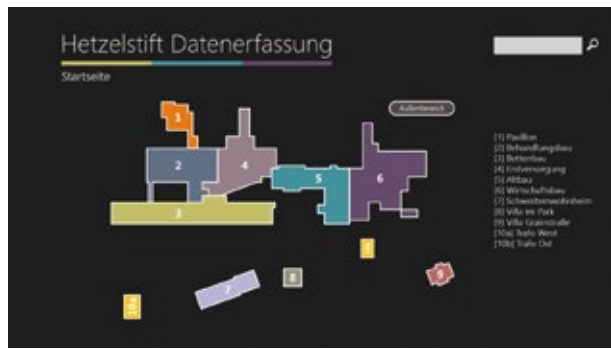 Hetzelstift Datenerfassung
Startseite
Außenbereich
1
2
4
5
6
3
7
8
9
10a
[1] Pavillon
[2] Behandlungsbau
[3] Bettenbau
[4] Erstversorgung
[5] Altbau
[6] Wirtschaftsbau
[7] Schwesternwohnheim
[8] Villa im Park
[9] Villa Grainstraße
[10a] Trafo West
[10b] Trafo Ost